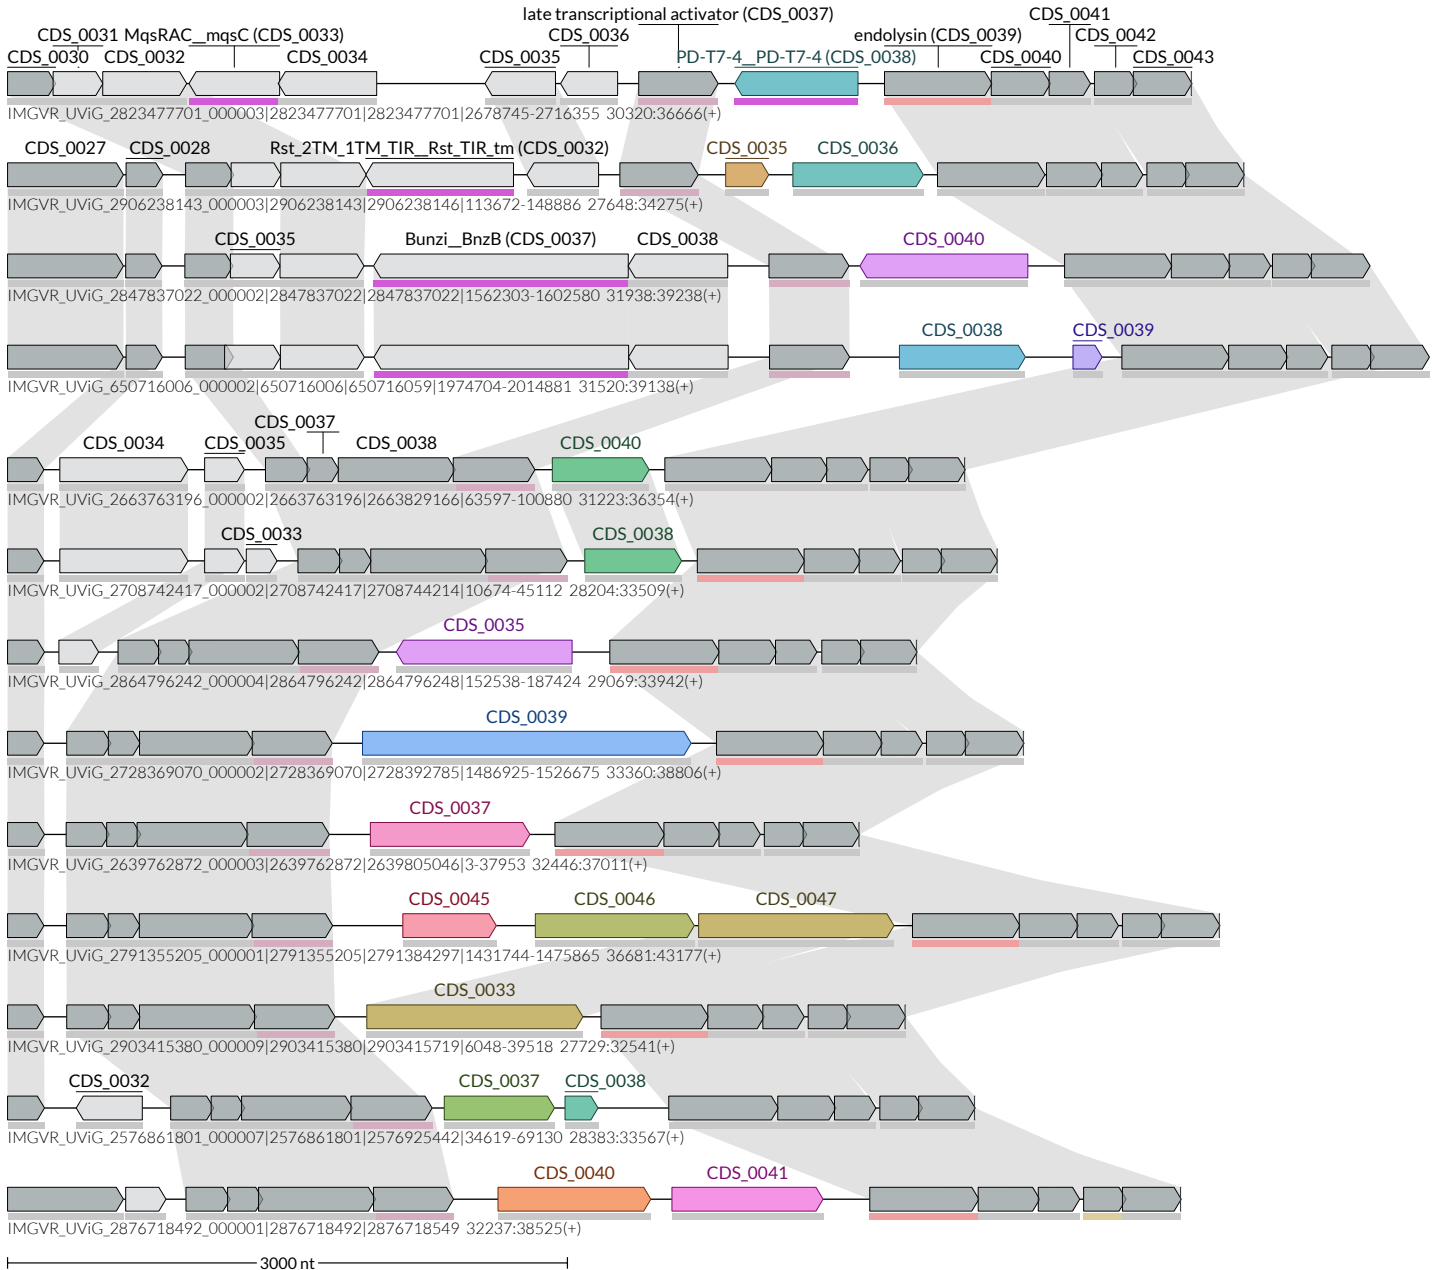 late transcriptional activator (CDS_0037)
CDS_0041
CDS_0031 MqsRAC__mqsC (CDS_0033) CDS_0036 endolysin (CDS_0039) CDS_0042
CDS_0030 CDS_0032 CDS_0034 CDS_0035 PD-T7-4__PD-T7-4 (CDS_0038) CDS_0040 CDS_0043
IMGVR_UViG_2823477701_000003|2823477701|2823477701|2678745-2716355 30320:36666(+)
CDS_0027 CDS_0028 Rst_2TM_1TM_TIR__Rst_TIR_tm (CDS_0032) CDS_0035 CDS_0036
IMGVR_UViG_2906238143_000003|2906238143|2906238146|113672-148886 27648:34275(+)
CDS_0035 Bunzi__BnzB (CDS_0037) CDS_0038 CDS_0040
IMGVR_UViG_2847837022_000002|2847837022|2847837022|1562303-1602580 31938:39238(+)
CDS_0038 CDS_0039
IMGVR_UViG_650716006_000002|650716006|650716059|1974704-2014881 31520:39138(+)
CDS_0037
CDS_0034 CDS_0035 CDS_0038 CDS_0040
IMGVR_UViG_2663763196_000002|2663763196|2663829166|63597-100880 31223:36354(+)
CDS_0033 CDS_0038
IMGVR_UViG_2708742417_000002|2708742417|2708744214|10674-45112 28204:33509(+)
CDS_0035
IMGVR_UViG_2864796242_000004|2864796242|2864796248|152538-187424 29069:33942(+)
CDS_0039
IMGVR_UViG_2728369070_000002|2728369070|2728392785|1486925-1526675 33360:38806(+)
CDS_0037
IMGVR_UViG_2639762872_000003|2639762872|2639805046|3-37953 32446:37011(+)
CDS_0045 CDS_0046 CDS_0047
IMGVR_UViG_2791355205_000001|2791355205|2791384297|1431744-1475865 36681:43177(+)
CDS_0033
IMGVR_UViG_2903415380_000009|2903415380|2903415719|6048-39518 27729:32541(+)
CDS_0032 CDS_0037 CDS_0038
IMGVR_UViG_2576861801_000007|2576861801|2576925442|34619-69130 28383:33567(+)
CDS_0040 CDS_0041
IMGVR_UViG_2876718492_000001|2876718492|2876718549 32237:38525(+)
3000 nt